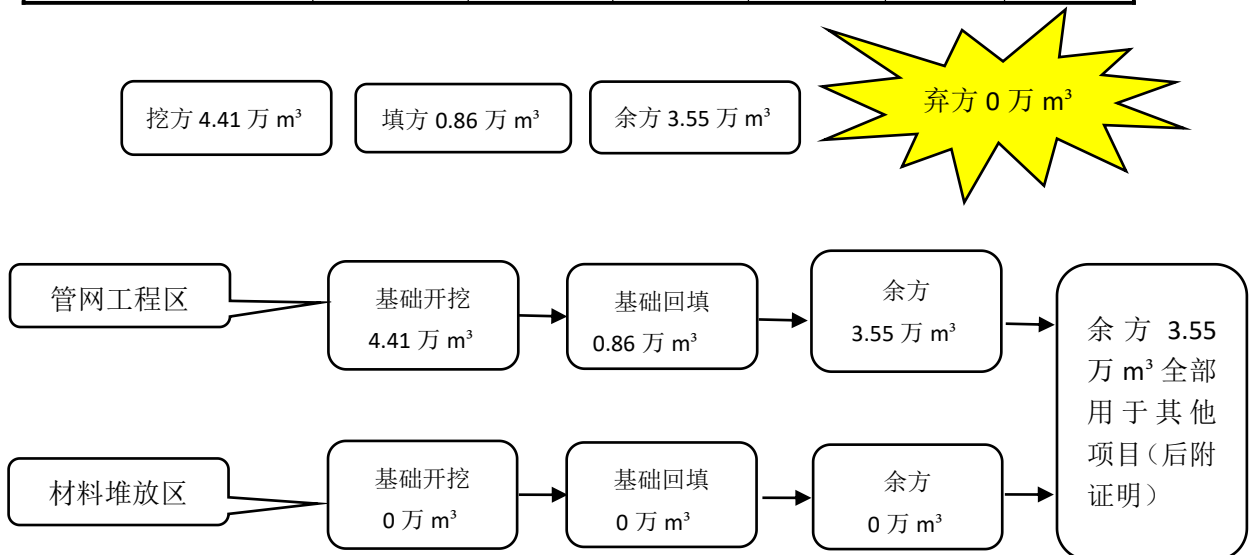 挖方 4.41 万 m³
填方 0.86 万 m³
余方 3.55 万 m³
弃方 0 万 m³
管网工程区
基础开挖
4.41 万 m³
基础回填
0.86 万 m³
余方
3.55 万 m³
余方 3.55
万 m³ 全部
用于其他
项目（后附
证明）
材料堆放区
基础开挖
0 万 m³
基础回填
0 万 m³
余方
0 万 m³